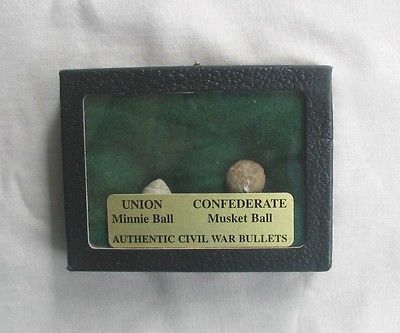 UNION CONFEDERATE
Minnie Ball Musket Ball
AUTHENTIC CIVIL WAR BULLETS